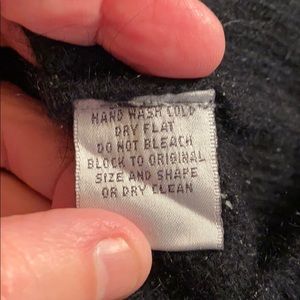 HAND WASH COLD
DRY FLAT
DO NOT BLEACH
BLOCK TO ORIGINAL
SIZE AND SHAPE
OR DRY CLEAN